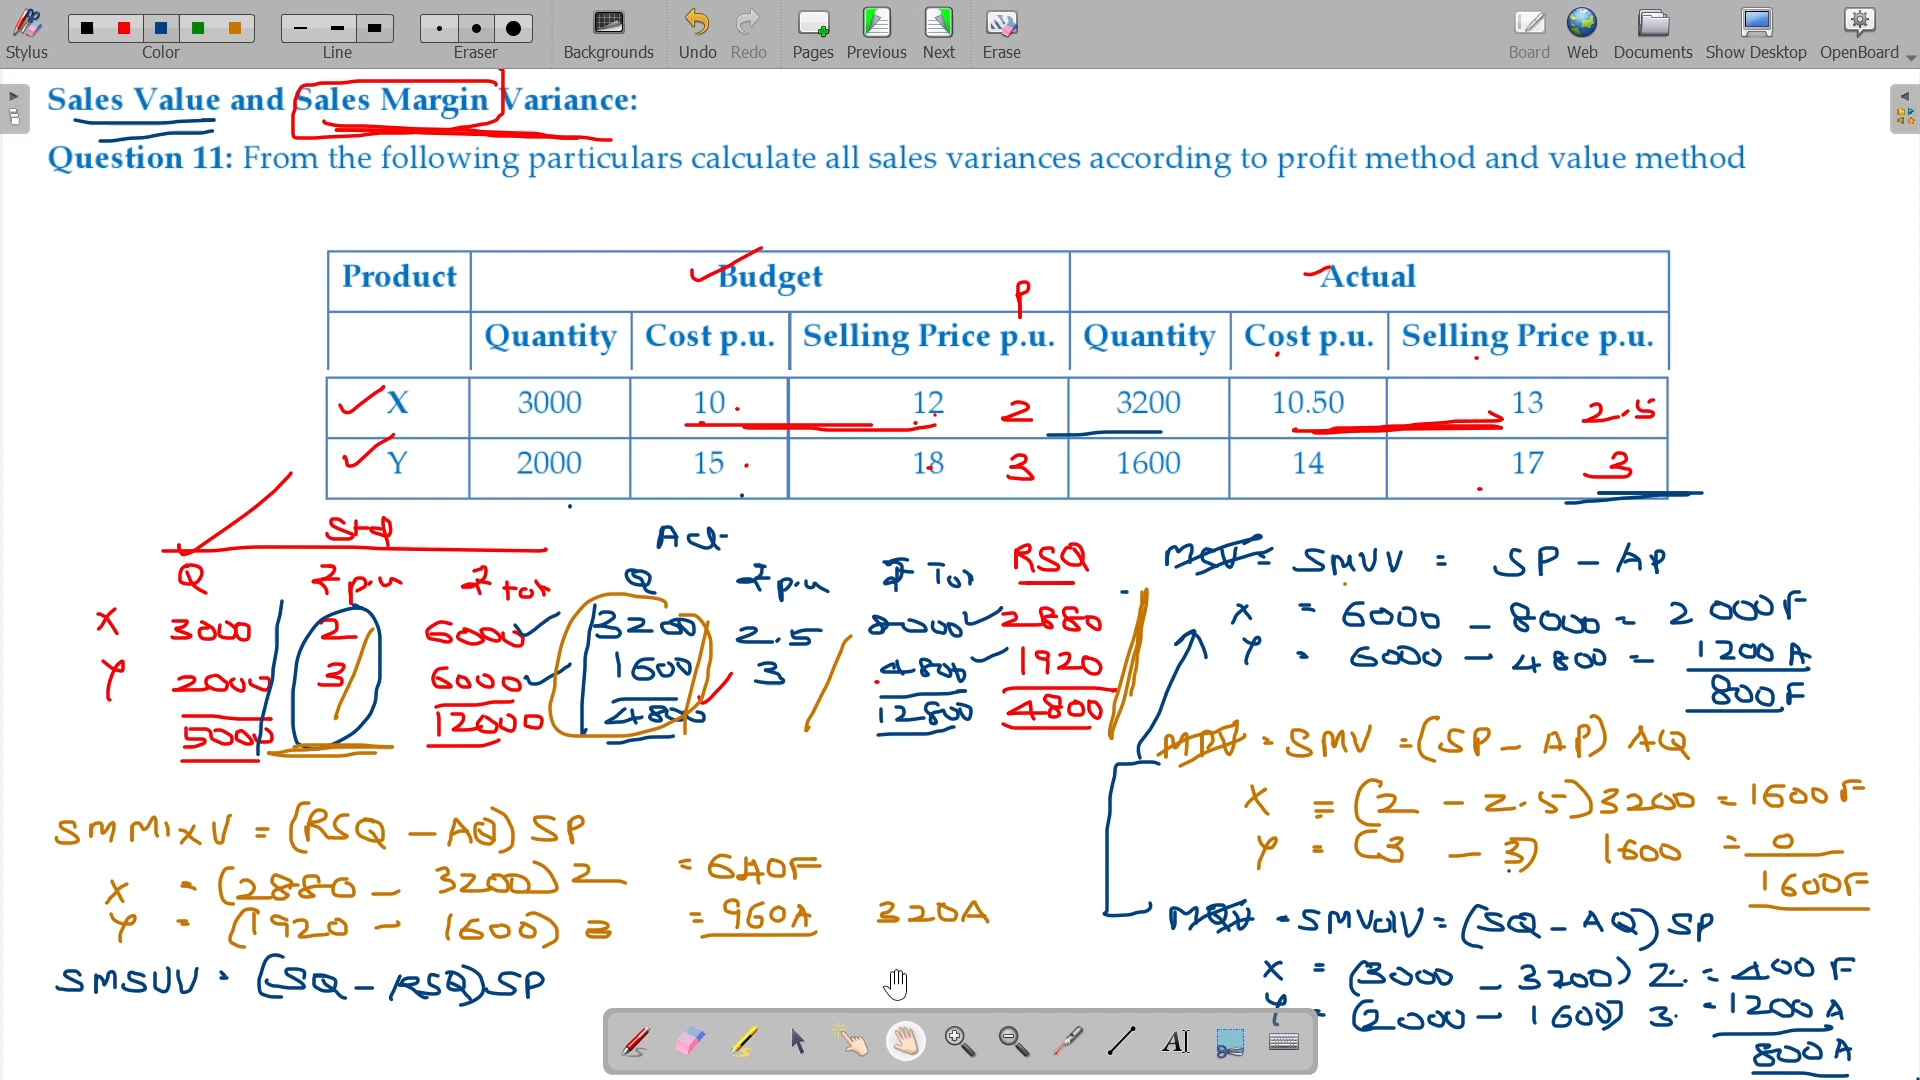 Stylus Color Line Eraser Backgrounds Undo Redo Pages Previous Next Erase Board Web Documents Show Desktop OpenBoard
Sales Value and Sales Margin Variance:
Question 11: From the following particulars calculate all sales variances according to profit method and value method
Product Budget Actual
P
Quantity Cost p.u. Selling Price p.u. Quantity Cost p.u. Selling Price p.u.
X 3000 10 12 2 3200 10.50 13 2.5
Y 2000 15 18 3 1600 14 17 3
Std Act
Q ₹ p.u ₹ tot Q ₹ p.u ₹ Tot RSQ
X 3000 2 6000 3200 2.5 8000 2880
Y 2000 3 6000 1600 3 4800 1920
5000 12000 4800 12800 4800
MCV = SMVV = SP - AP
X = 6000 - 8000 = 2000 F
Y = 6000 - 4800 = 1200 A
800 F
MPV = SMV = (SP - AP) AQ
X = (2 - 2.5) 3200 = 1600 F
Y = (3 - 3) 1600 = 0
1600 F
MQV = SMVolV = (SQ - AQ) SP
X = (3000 - 3200) 2 = 400 F
Y = (2000 - 1600) 3 = 1200 A
800 A
SMMixV = (RSQ - AQ) SP
X = (2880 - 3200) 2 = 640 F
Y = (1920 - 1600) 3 = 960 A 320 A
SMSUV = (SQ - RSQ) SP